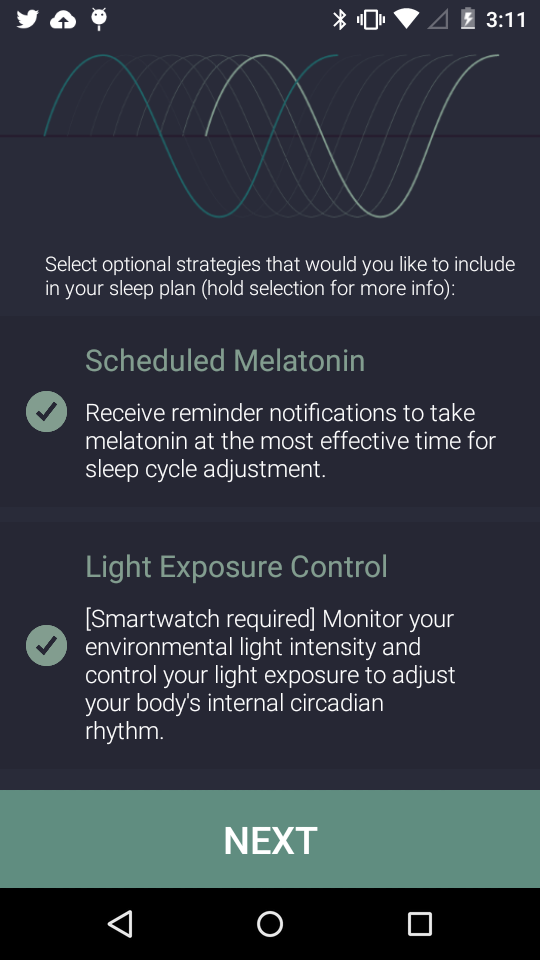 3:11
Select optional strategies that would you like to include
in your sleep plan (hold selection for more info):
Scheduled Melatonin
Receive reminder notifications to take
melatonin at the most effective time for
sleep cycle adjustment.
Light Exposure Control
[Smartwatch required] Monitor your
environmental light intensity and
control your light exposure to adjust
your body's internal circadian
rhythm.
NEXT